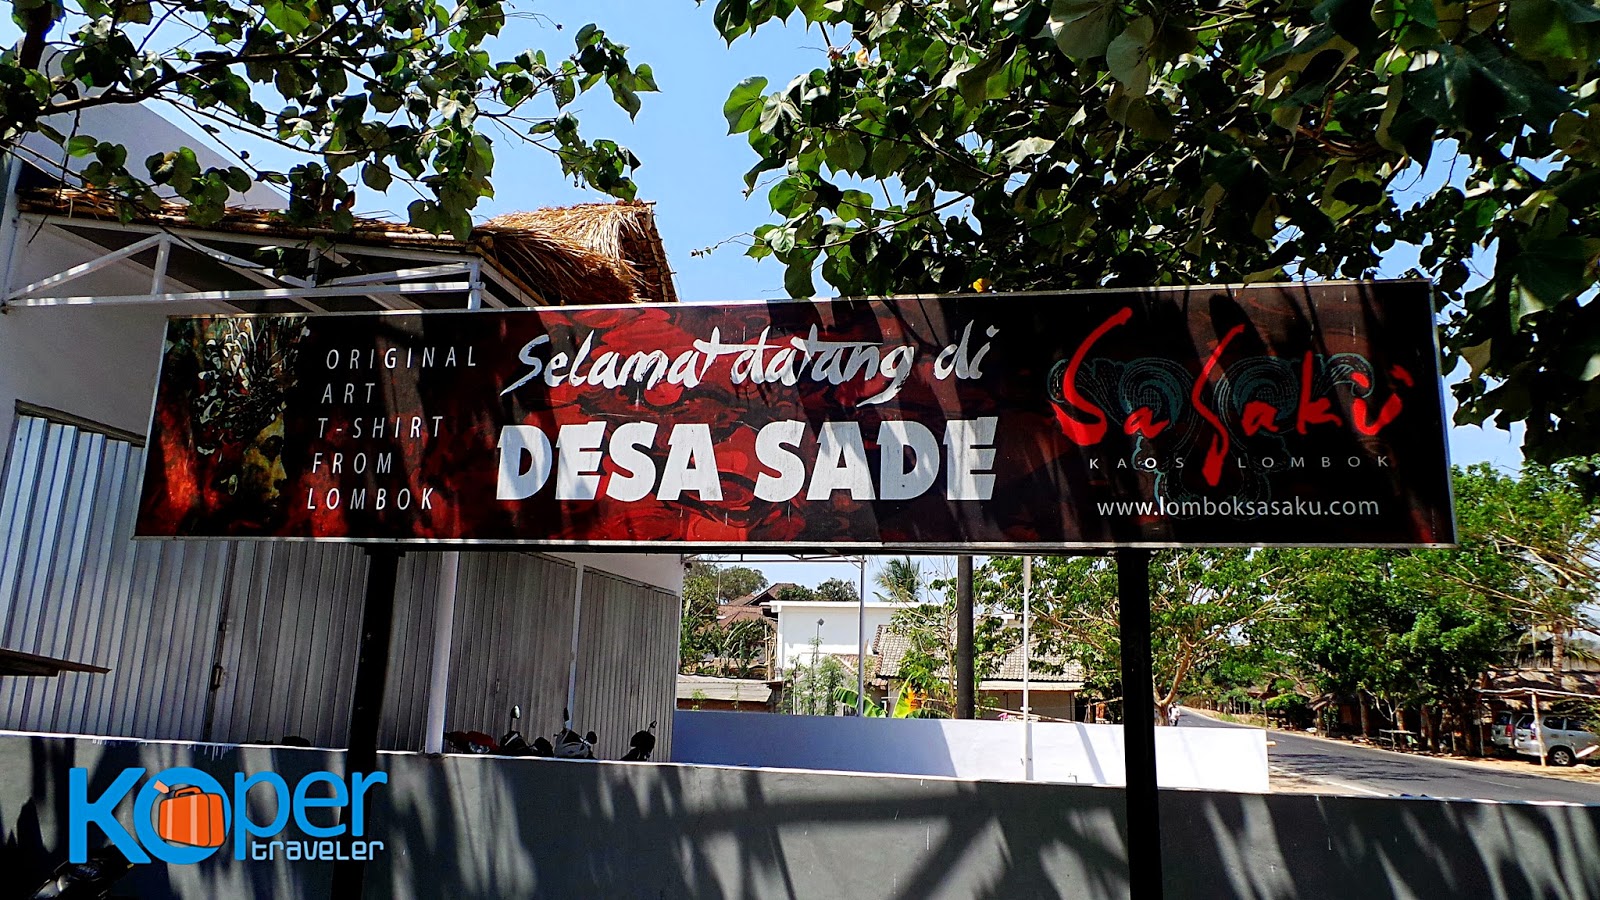 ORIGINAL
ART
T-SHIRT
FROM
LOMBOK
Selamat datang di
DESA SADE
SaSaku
KAOS LOMBOK
www.lomboksasaku.com
Koper
traveler